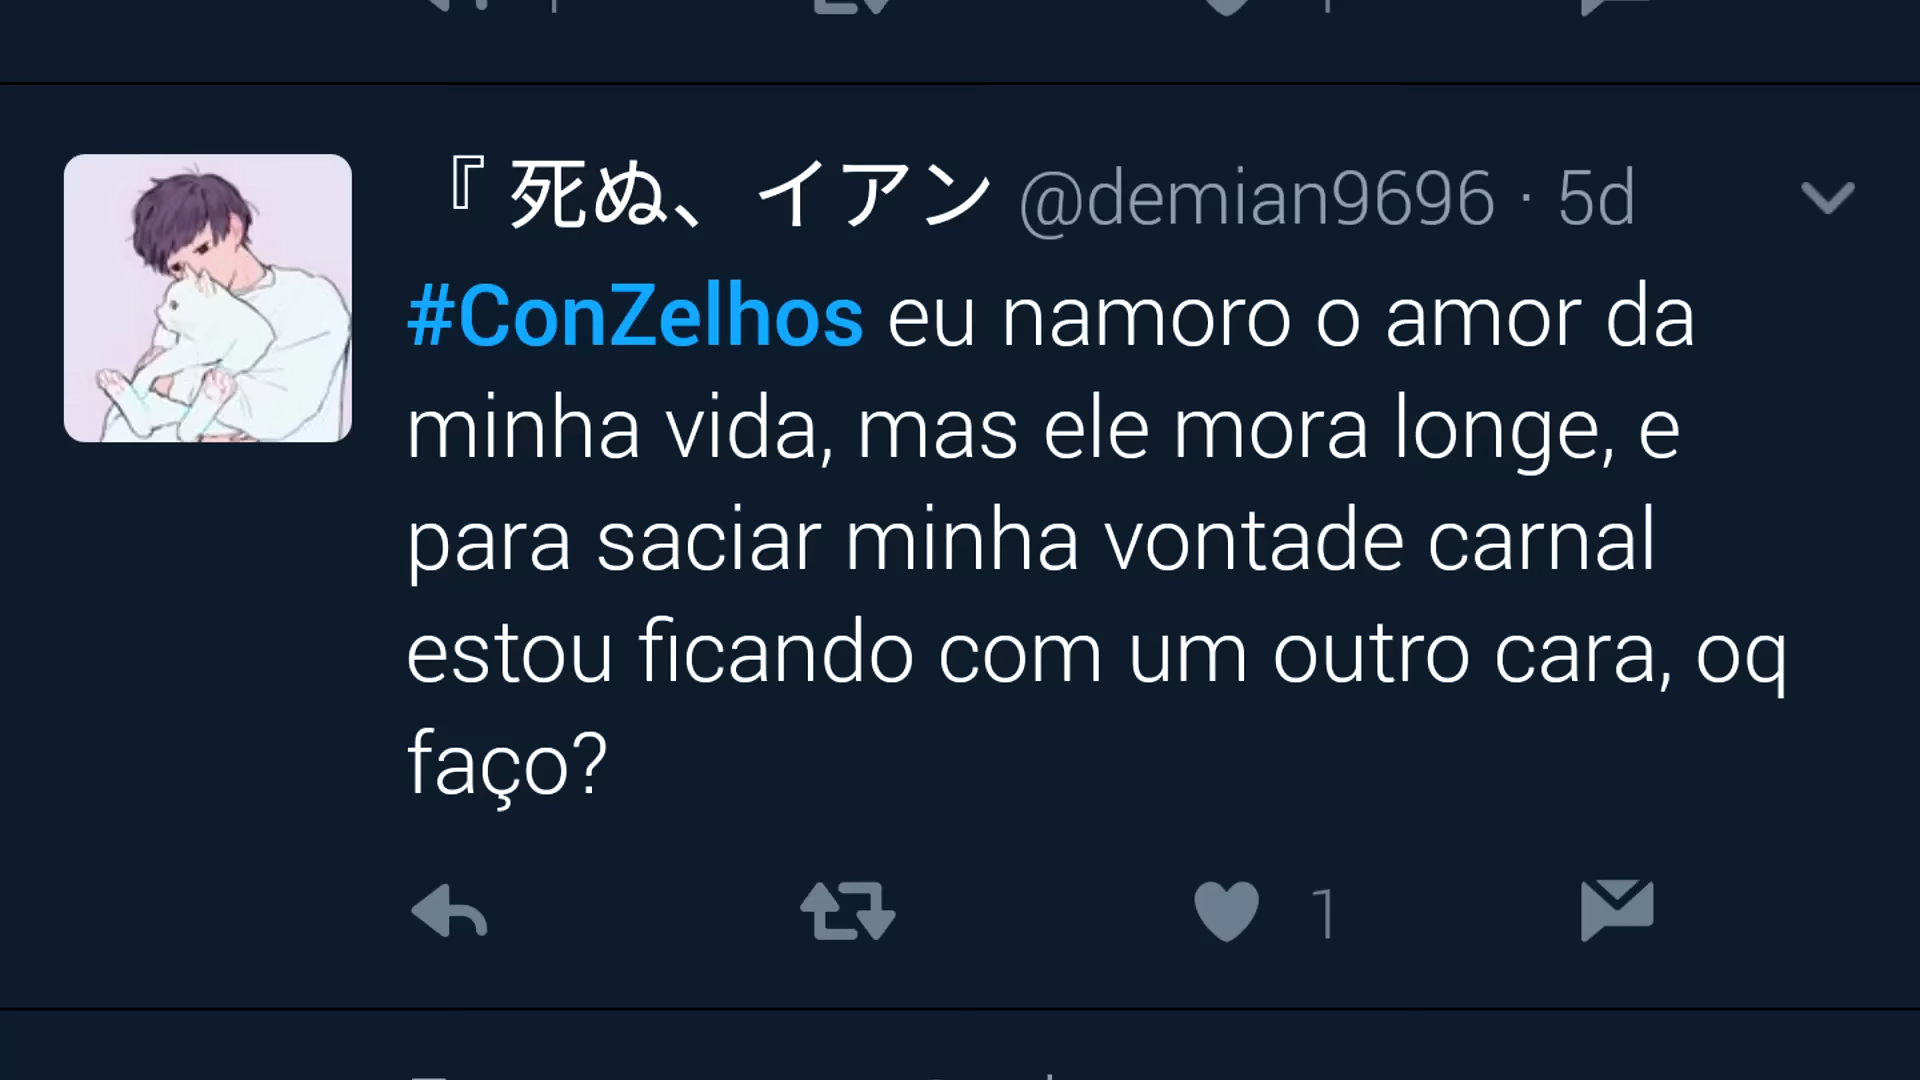 『 死ぬ、イアン @demian9696 · 5d
#ConZelhos eu namoro o amor da
minha vida, mas ele mora longe, e
para saciar minha vontade carnal
estou ficando com um outro cara, oq
faço?
1